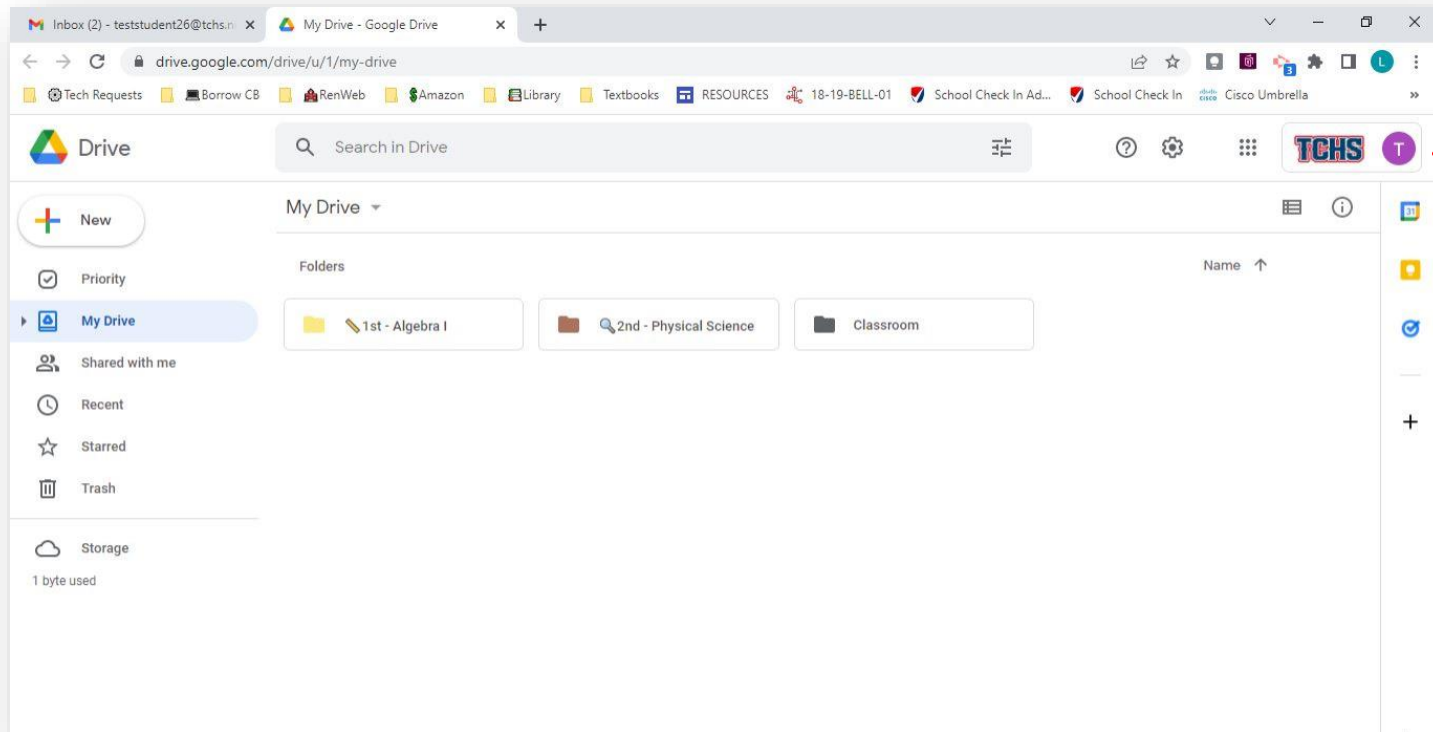 Inbox (2) - teststudent26@tchs.n
My Drive - Google Drive
drive.google.com/drive/u/1/my-drive
3
L
Tech Requests
Borrow CB
RenWeb
$Amazon
Library
Textbooks
RESOURCES
18-19-BELL-01
School Check In Ad...
School Check In
cisco Cisco Umbrella
»
Drive
Search in Drive
TCHS
T
New
My Drive
31
Priority
Folders
Name
My Drive
1st - Algebra I
2nd - Physical Science
Classroom
Shared with me
Recent
Starred
Trash
Storage
1 byte used